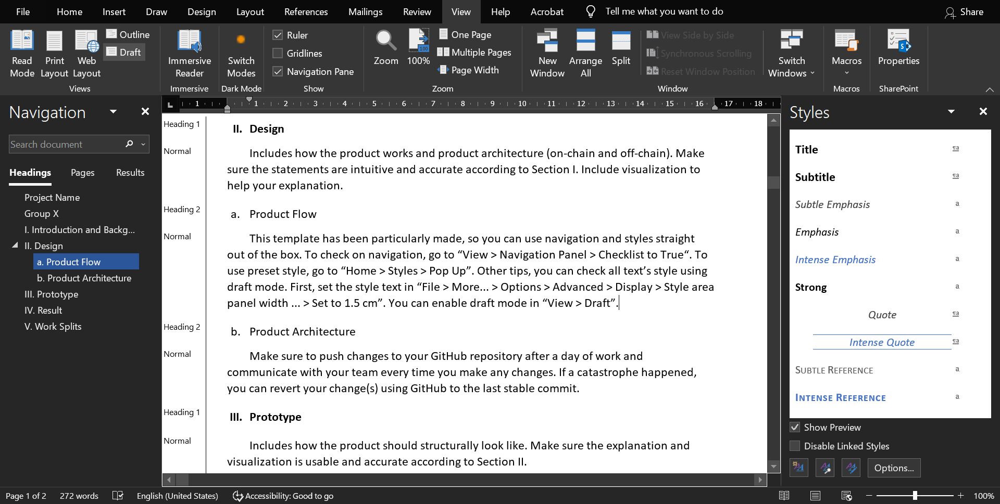 File Home Insert Draw Design Layout References Mailings Review View Help Acrobat Tell me what you want to do Share
Read Mode
Print Layout
Web Layout
Outline
Draft
Views
Immersive Reader
Immersive
Switch Modes
Dark Mode
Ruler
Gridlines
Navigation Pane
Show
Zoom
100%
One Page
Multiple Pages
Page Width
Zoom
New Window
Arrange All
Split
View Side by Side
Synchronous Scrolling
Reset Window Position
Switch Windows
Window
Macros
Macros
Properties
SharePoint
Navigation
Search document
Headings Pages Results
Project Name
Group X
I. Introduction and Backg...
II. Design
a. Product Flow
b. Product Architecture
III. Prototype
IV. Result
V. Work Splits
L 1 1 2 3 4 5 6 7 8 9 10 11 12 13 14 15 16 17 18
Heading 1 II. Design
Normal Includes how the product works and product architecture (on-chain and off-chain). Make
sure the statements are intuitive and accurate according to Section I. Include visualization to
help your explanation.
Heading 2 a. Product Flow
Normal This template has been particularly made, so you can use navigation and styles straight
out of the box. To check on navigation, go to “View > Navigation Panel > Checklist to True“. To
use preset style, go to “Home > Styles > Pop Up”. Other tips, you can check all text’s style using
draft mode. First, set the style text in “File > More... > Options > Advanced > Display > Style area
panel width ... > Set to 1.5 cm”. You can enable draft mode in “View > Draft”.
Heading 2 b. Product Architecture
Normal Make sure to push changes to your GitHub repository after a day of work and
communicate with your team every time you make any changes. If a catastrophe happened,
you can revert your change(s) using GitHub to the last stable commit.
Heading 1 III. Prototype
Normal Includes how the product should structurally look like. Make sure the explanation and
visualization is usable and accurate according to Section II.
Styles
Title ¶a
Subtitle ¶a
Subtle Emphasis a
Emphasis a
Intense Emphasis a
Strong a
Quote ¶a
Intense Quote ¶a
SUBTLE REFERENCE a
INTENSE REFERENCE a
Show Preview
Disable Linked Styles
Options...
Page 1 of 2 272 words English (United States) Accessibility: Good to go 100%